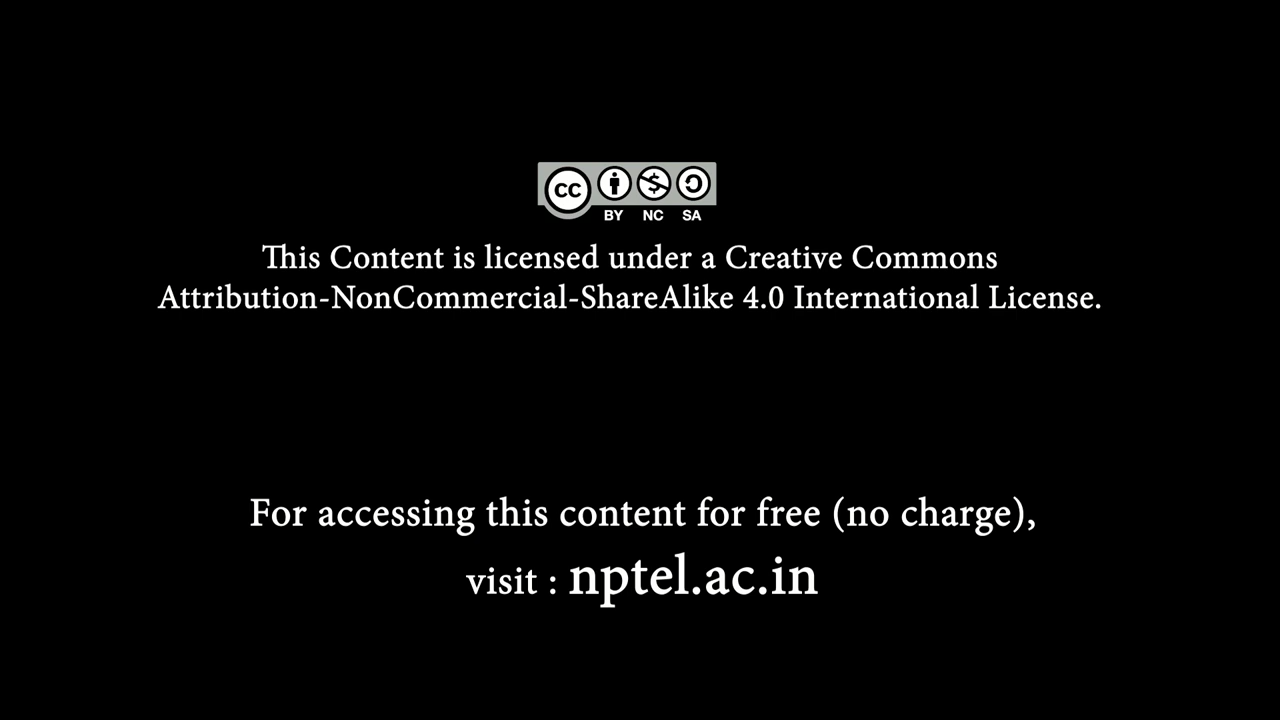 CC BY NC SA
This Content is licensed under a Creative Commons
Attribution-NonCommercial-ShareAlike 4.0 International License.
For accessing this content for free (no charge),
visit : nptel.ac.in